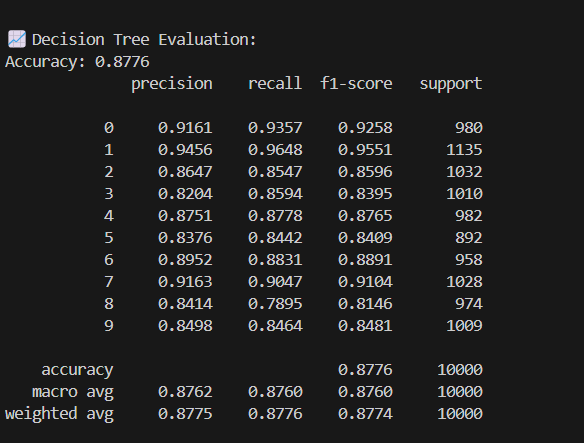 📈 Decision Tree Evaluation:
Accuracy: 0.8776
              precision    recall  f1-score   support

           0     0.9161    0.9357    0.9258       980
           1     0.9456    0.9648    0.9551      1135
           2     0.8647    0.8547    0.8596      1032
           3     0.8204    0.8594    0.8395      1010
           4     0.8751    0.8778    0.8765       982
           5     0.8376    0.8442    0.8409       892
           6     0.8952    0.8831    0.8891       958
           7     0.9163    0.9047    0.9104      1028
           8     0.8414    0.7895    0.8146       974
           9     0.8498    0.8464    0.8481      1009

    accuracy                         0.8776     10000
   macro avg     0.8762    0.8760    0.8760     10000
weighted avg     0.8775    0.8776    0.8774     10000